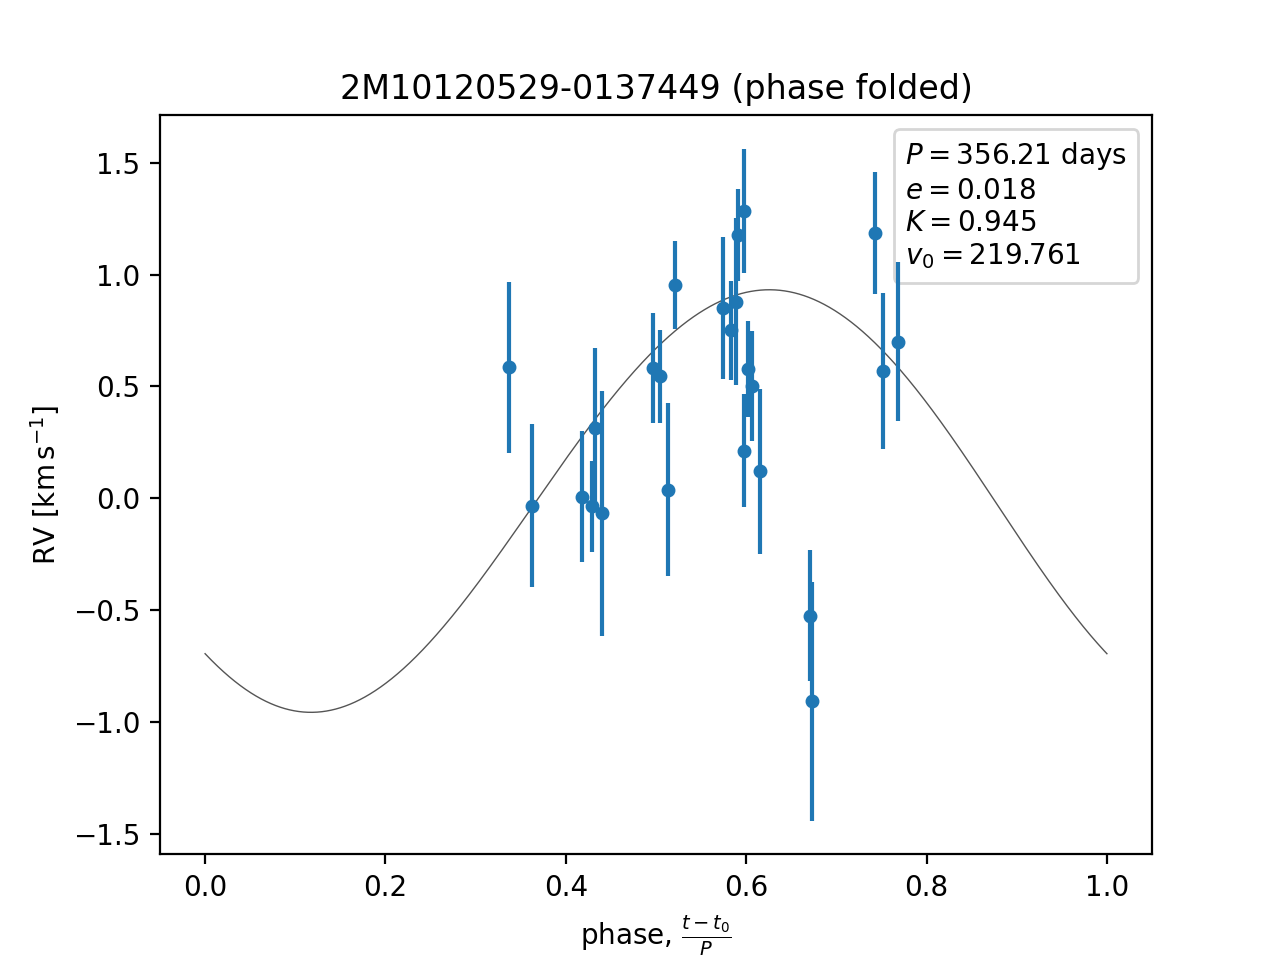 2M10120529-0137449 (phase folded)
P = 356.21 days
e = 0.018
K = 0.945
v₀ = 219.761
1.5
1.0
0.5
0.0
−0.5
−1.0
−1.5
RV [km s⁻¹]
0.0 0.2 0.4 0.6 0.8 1.0
phase, (t − t₀)/P